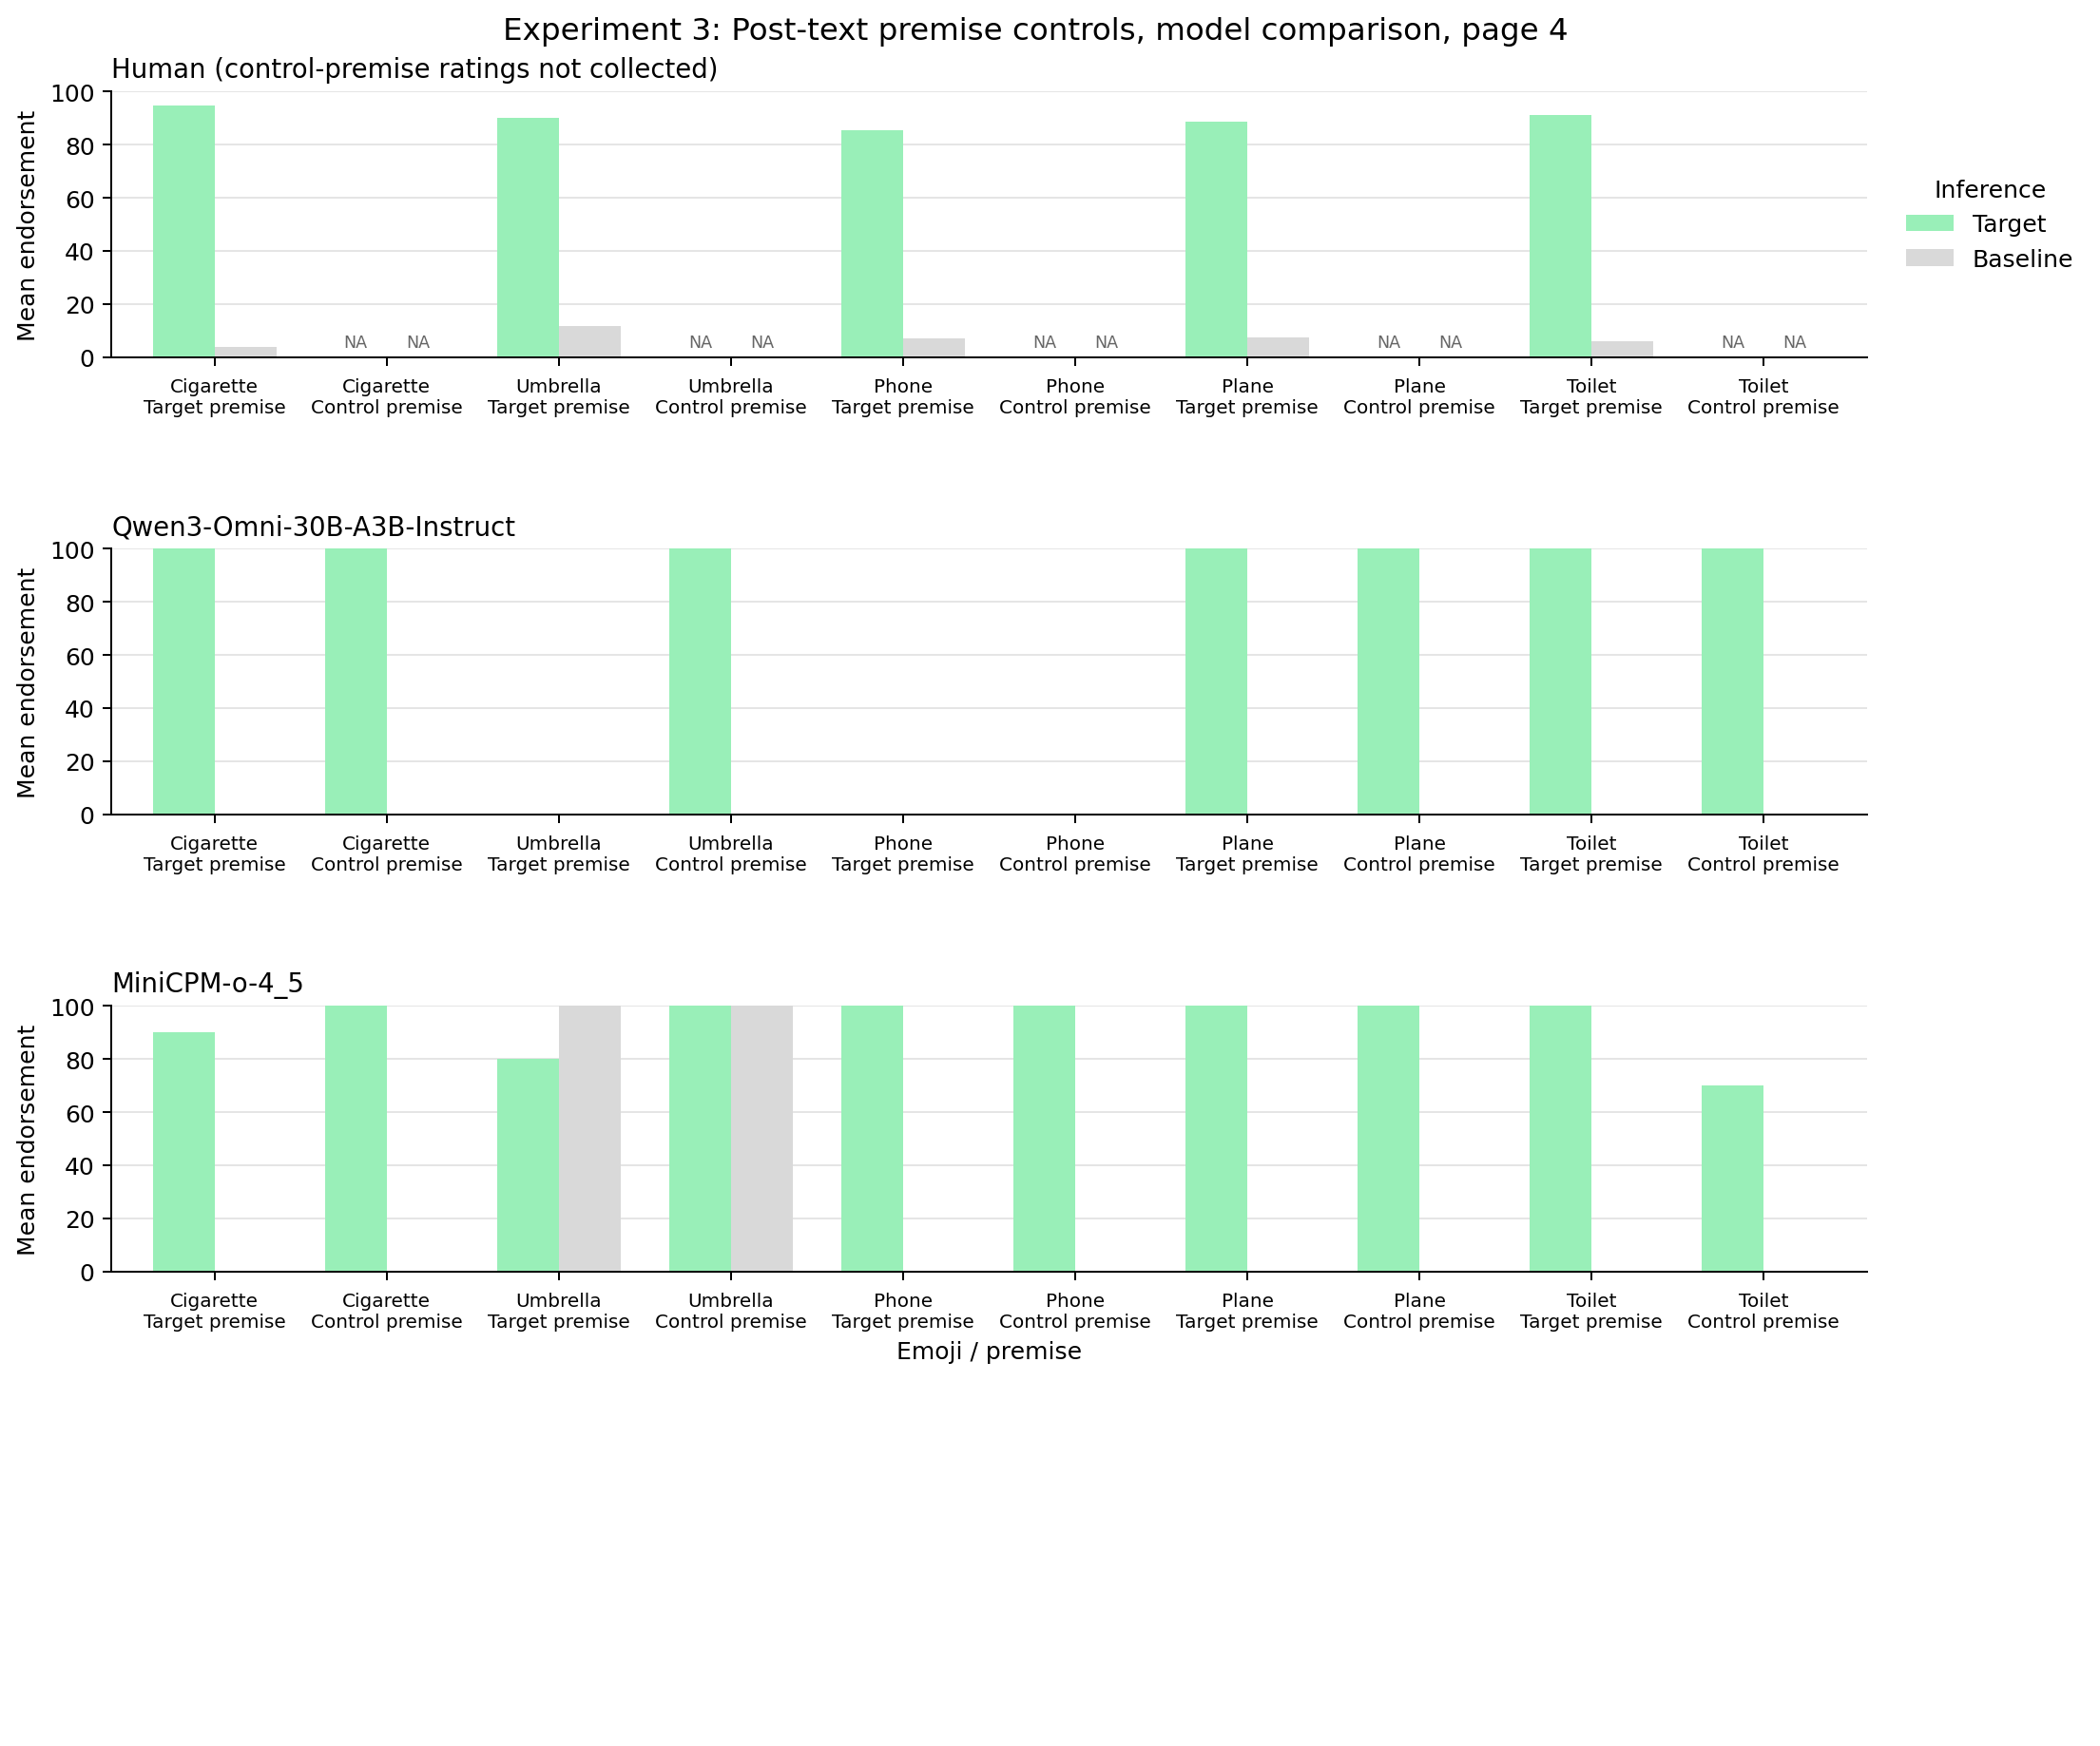 Experiment 3: Post-text premise controls, model comparison, page 4
Human (control-premise ratings not collected)
Mean endorsement
100
80
60
40
20
0
NA NA NA NA NA NA NA NA NA NA
Cigarette Cigarette Umbrella Umbrella Phone Phone Plane Plane Toilet Toilet
Target premise Control premise Target premise Control premise Target premise Control premise Target premise Control premise Target premise Control premise
Inference
Target
Baseline
Qwen3-Omni-30B-A3B-Instruct
Mean endorsement
100
80
60
40
20
0
Cigarette Cigarette Umbrella Umbrella Phone Phone Plane Plane Toilet Toilet
Target premise Control premise Target premise Control premise Target premise Control premise Target premise Control premise Target premise Control premise
MiniCPM-o-4_5
Mean endorsement
100
80
60
40
20
0
Cigarette Cigarette Umbrella Umbrella Phone Phone Plane Plane Toilet Toilet
Target premise Control premise Target premise Control premise Target premise Control premise Target premise Control premise Target premise Control premise
Emoji / premise